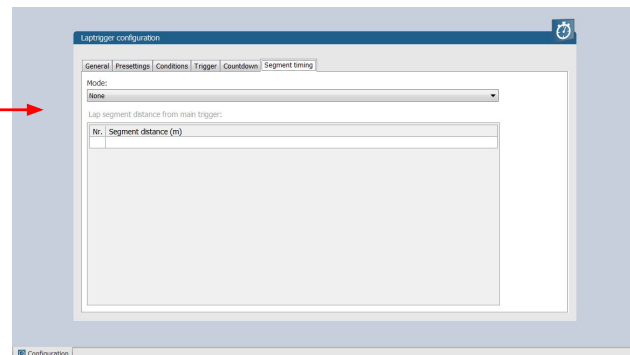 Laptrigger configuration
General Presettings Conditions Trigger Countdown Segment timing
Mode:
None
Lap segment distance from main trigger:
Nr. Segment distance (m)
Configuration